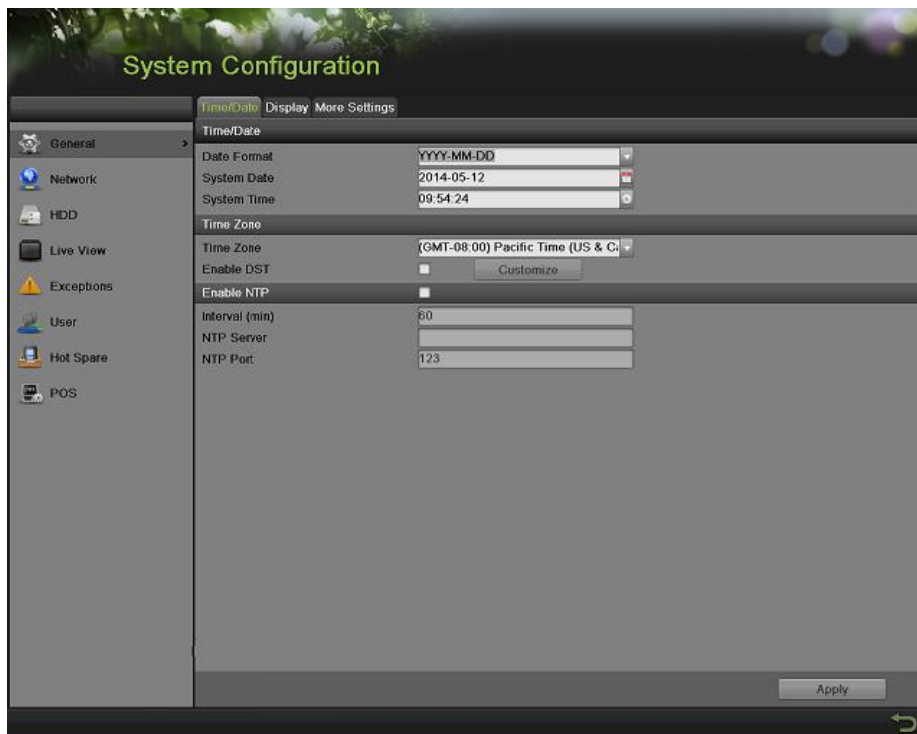 System Configuration
Time/Date Display More Settings
General
Network
HDD
Live View
Exceptions
User
Hot Spare
POS
Time/Date
Date Format YYYY-MM-DD
System Date 2014-05-12
System Time 09:54:24
Time Zone
Time Zone (GMT-08:00) Pacific Time (US & C
Enable DST Customize
Enable NTP
Interval (min) 60
NTP Server
NTP Port 123
Apply